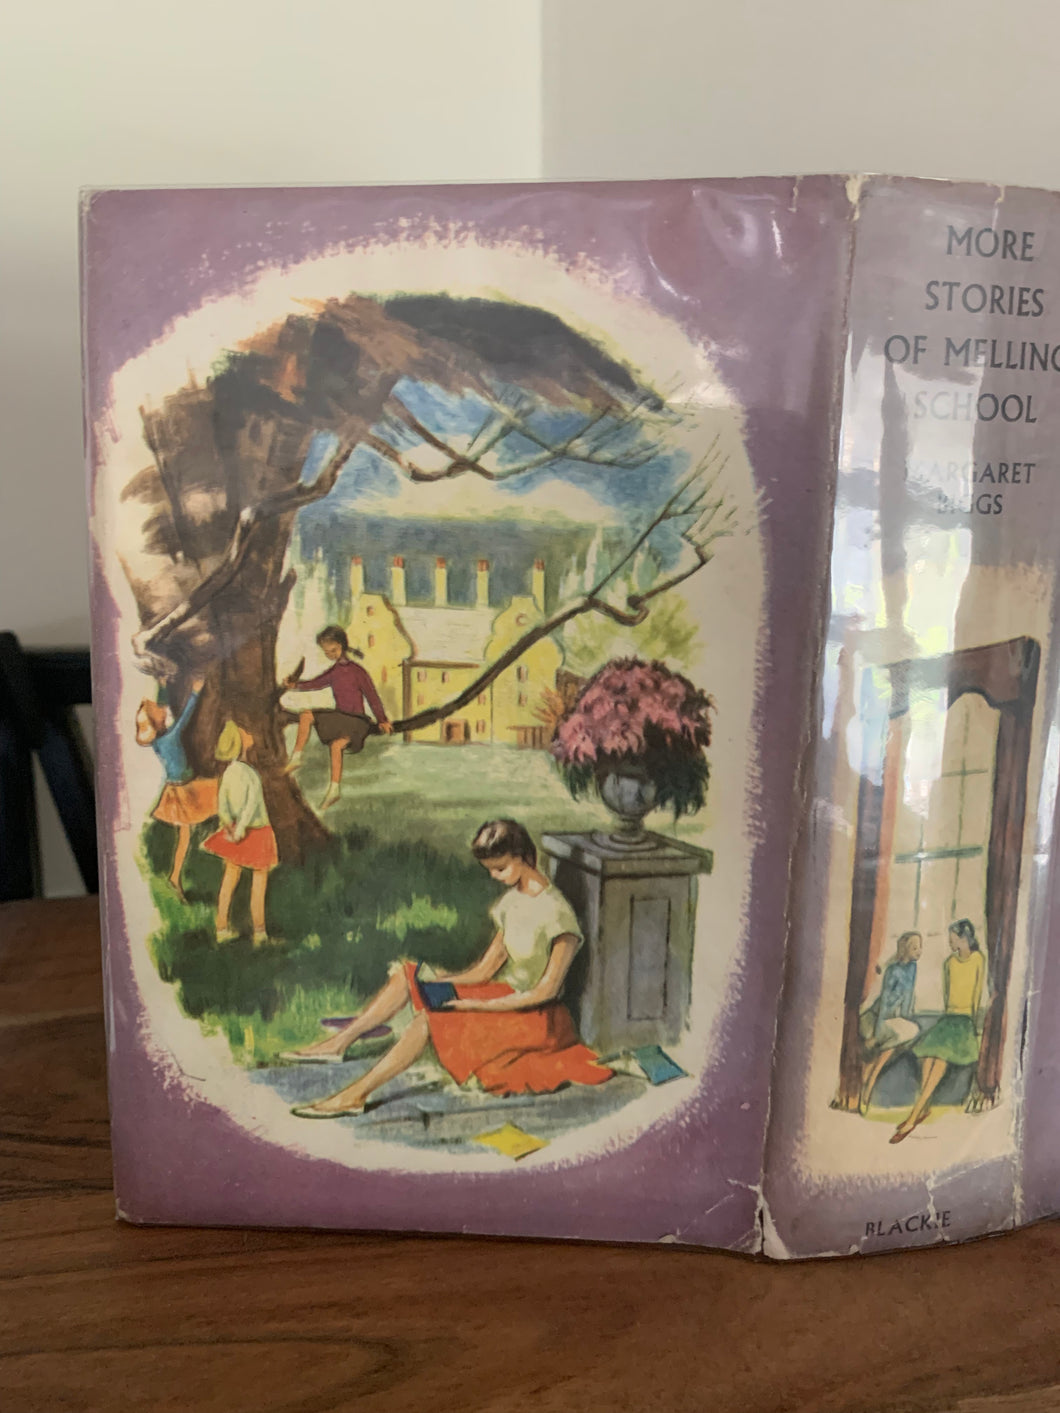 MORE
STORIES
OF MELLING
SCHOOL
MARGARET
BIGGS
BLACKIE